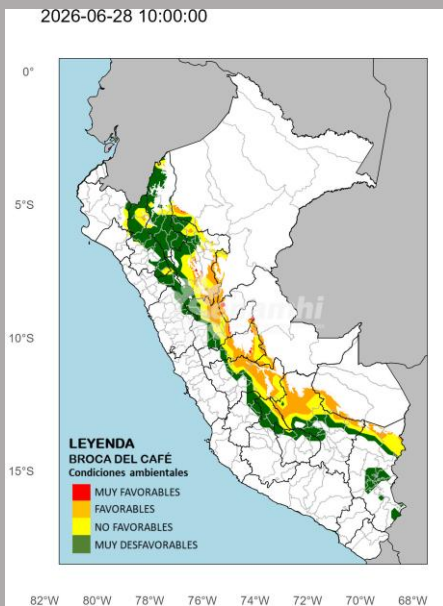 2026-06-28 10:00:00
0°
5°S
10°S
15°S
Senamhi
LEYENDA
BROCA DEL CAFÉ
Condiciones ambientales
MUY FAVORABLES
FAVORABLES
NO FAVORABLES
MUY DESFAVORABLES
82°W 80°W 78°W 76°W 74°W 72°W 70°W 68°W